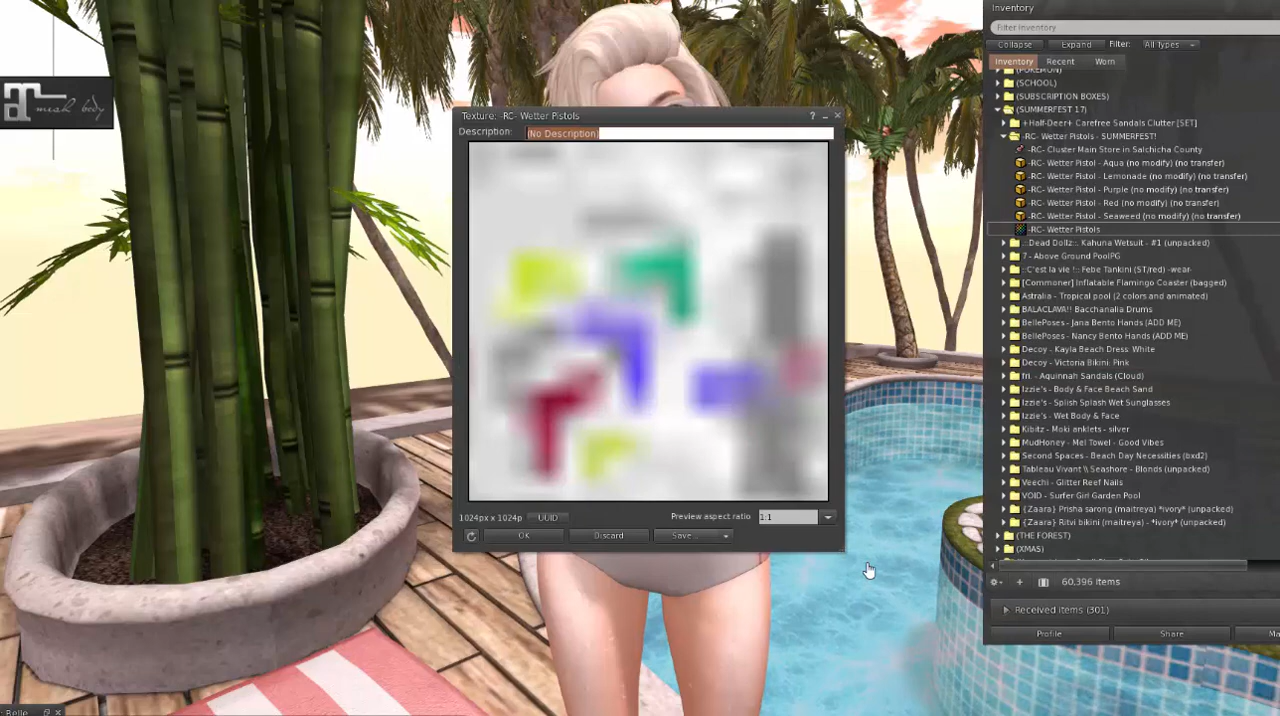 mesh body
Texture: -RC- Wetter Pistols
Description: (No Description)
1024px x 1024p
UUID
Preview aspect ratio
1:1
OK
Discard
Save...
Belle
Inventory
Filter Inventory
Collapse
Expand
Filter:
All Types
Inventory
Recent
Worn
(POKEMON)
(SCHOOL)
(SUBSCRIPTION BOXES)
(SUMMERFEST 17)
+Half-Deer+ Carefree Sandals Clutter [SET]
-RC- Wetter Pistols - SUMMERFEST!
-RC- Cluster Main Store in Salchicha County
-RC- Wetter Pistol - Aqua (no modify) (no transfer)
-RC- Wetter Pistol - Lemonade (no modify) (no transfer)
-RC- Wetter Pistol - Purple (no modify) (no transfer)
-RC- Wetter Pistol - Red (no modify) (no transfer)
-RC- Wetter Pistol - Seaweed (no modify) (no transfer)
-RC- Wetter Pistols
.:Dead Dollz:. Kahuna Wetsuit - #1 (unpacked)
7 - Above Ground PoolPG
::C'est la vie !:: Febe Tankini (ST/red) -wear-
[Commoner] Inflatable Flamingo Coaster (bagged)
Astralia - Tropical pool (2 colors and animated)
BALACLAVA!! Bacchanalia Drums
BellePoses - Jana Bento Hands (ADD ME)
BellePoses - Nancy Bento Hands (ADD ME)
Decoy - Kayla Beach Dress: White
Decoy - Victoria Bikini: Pink
fri. - Aquinnah Sandals (Cloud)
Izzie's - Body & Face Beach Sand
Izzie's - Splish Splash Wet Sunglasses
Izzie's - Wet Body & Face
Kibitz - Moki anklets - silver
MudHoney - Mel Towel - Good Vibes
Second Spaces - Beach Day Necessities (bxd2)
Tableau Vivant \\ Seashore - Blonds (unpacked)
Veechi - Glitter Reef Nails
VOID - Surfer Girl Garden Pool
{Zaara} Prisha sarong (maitreya) *ivory* (unpacked)
{Zaara} Ritvi bikini (maitreya) - *ivory* (unpacked)
(THE FOREST)
(XMAS)
60,396 items
Received Items (301)
Profile
Share